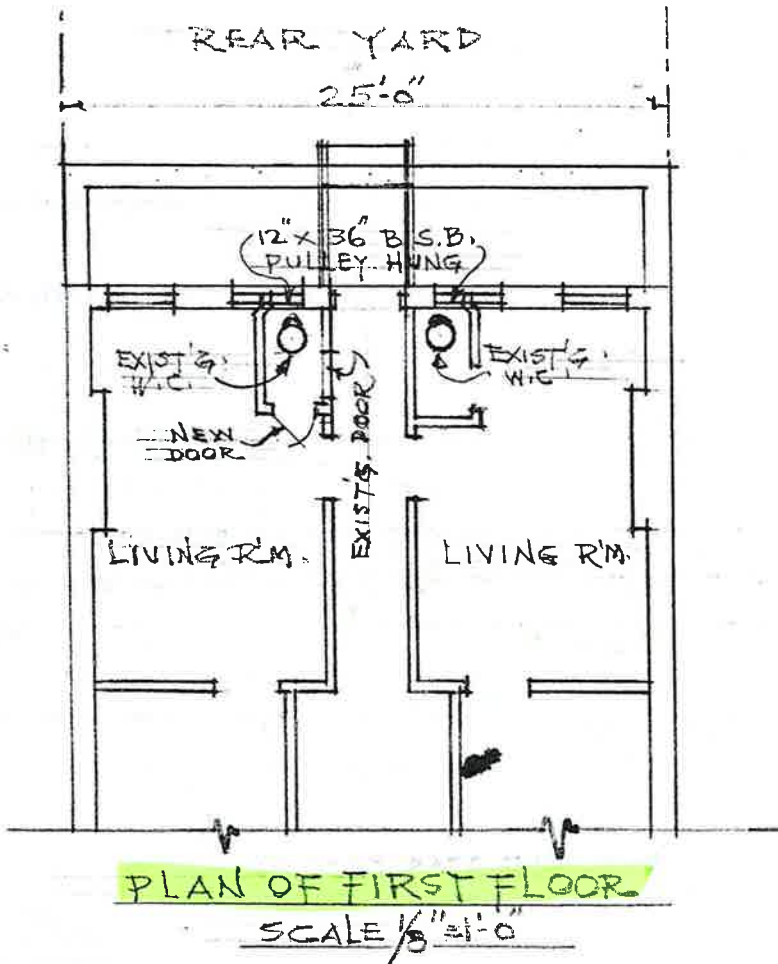 REAR YARD
25'-0"
12" x 36" B.S.B.
PULLEY HUNG
EXIST'G.
W.C.
EXIST'G.
W.C.
NEW
DOOR
EXIST'G. DOOR
LIVING R'M.
LIVING R'M.
PLAN OF FIRST FLOOR
SCALE 1/8"=1'-0"